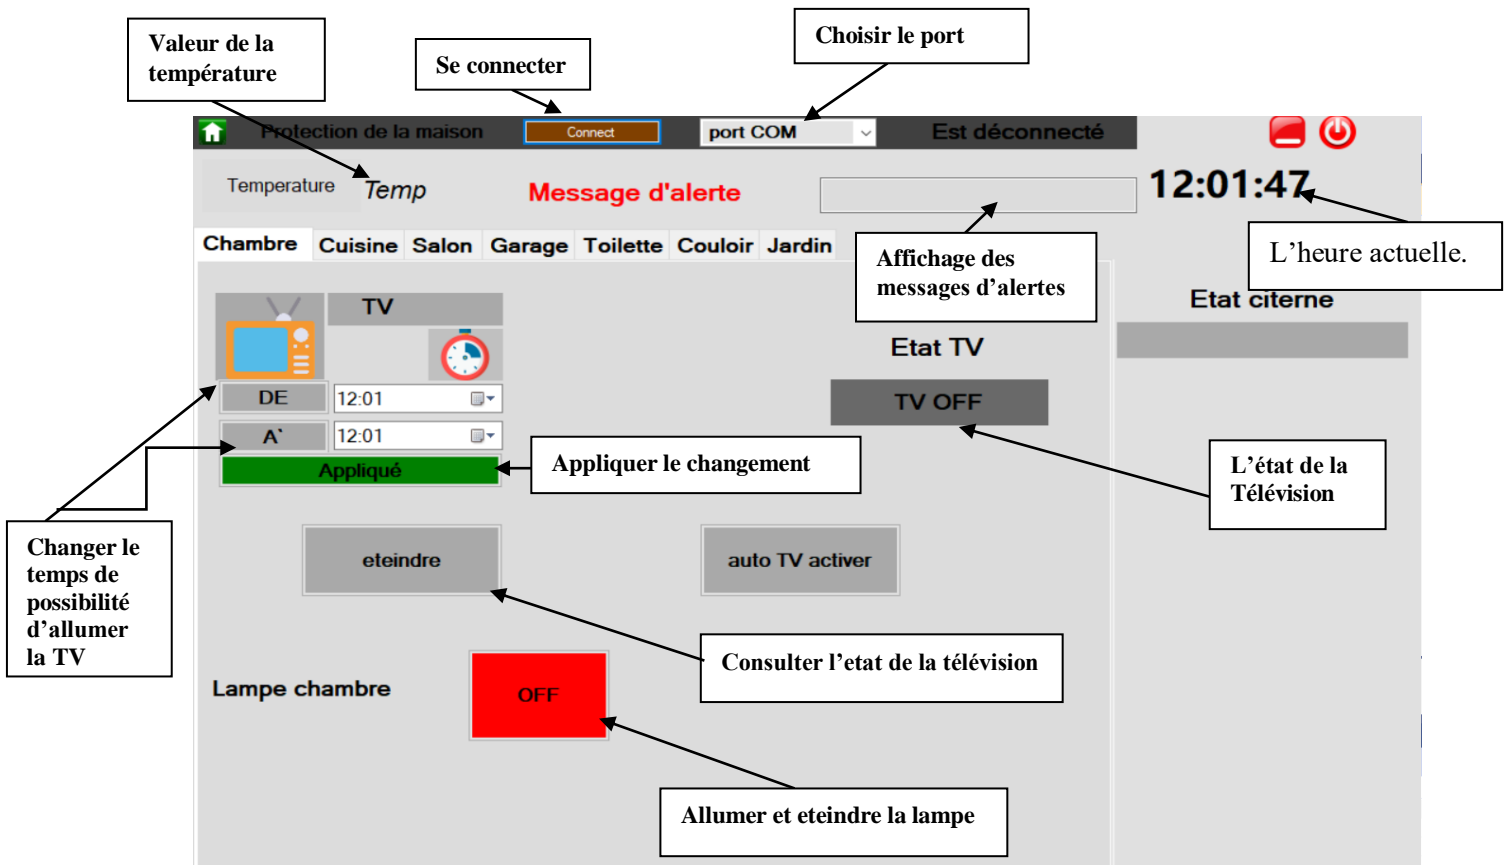 Valeur de la
température
Se connecter
Choisir le port
Protection de la maison
Connect
port COM
Est déconnecté
Temperature
Temp
Message d'alerte
12:01:47
L’heure actuelle.
Chambre
Cuisine
Salon
Garage
Toilette
Couloir
Jardin
Affichage des
messages d’alertes
Etat citerne
TV
Etat TV
DE
12:01
TV OFF
A`
12:01
Appliqué
Appliquer le changement
L’état de la
Télévision
Changer le
temps de
possibilité
d’allumer
la TV
eteindre
auto TV activer
Consulter l’etat de la télévision
Lampe chambre
OFF
Allumer et eteindre la lampe